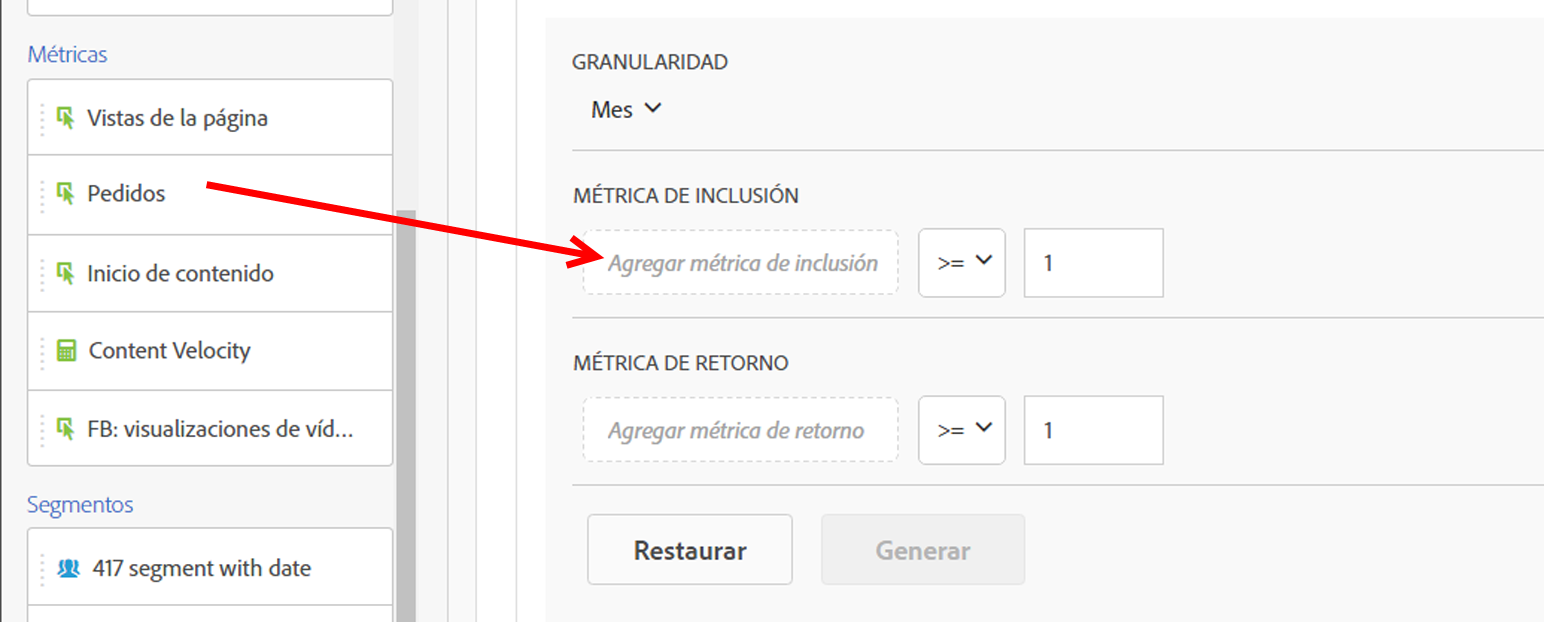 Métricas
Vistas de la página
Pedidos
Inicio de contenido
Content Velocity
FB: visualizaciones de víd...
Segmentos
417 segment with date
GRANULARIDAD
Mes
MÉTRICA DE INCLUSIÓN
Agregar métrica de inclusión >= 1
MÉTRICA DE RETORNO
Agregar métrica de retorno >= 1
Restaurar Generar